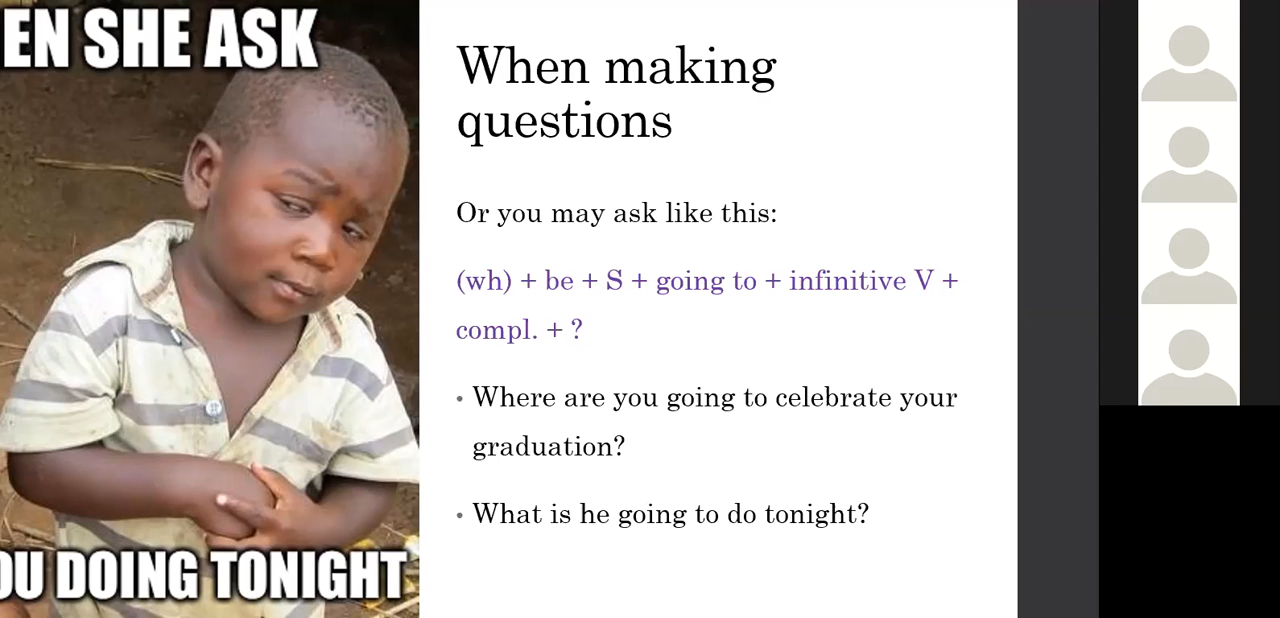 EN SHE ASK
OU DOING TONIGHT
When making
questions
Or you may ask like this:
(wh) + be + S + going to + infinitive V +
compl. + ?
• Where are you going to celebrate your
graduation?
• What is he going to do tonight?